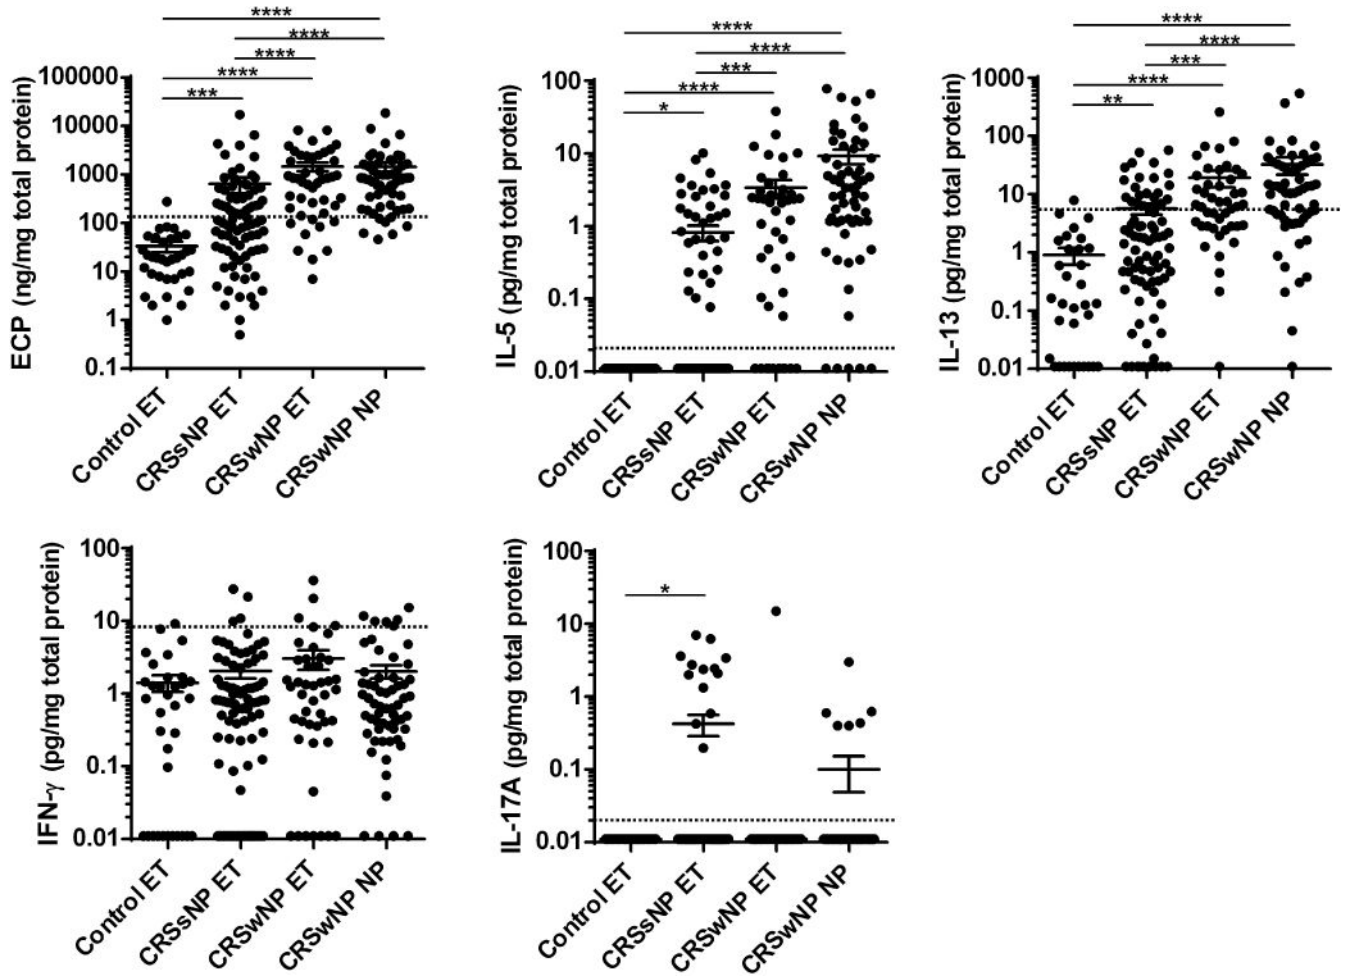 ****
****
****
****
***
ECP (ng/mg total protein)
100000
10000
1000
100
10
1
0.1
Control ET
CRSsNP ET
CRSwNP ET
CRSwNP NP
****
****
***
****
*
IL-5 (pg/mg total protein)
100
10
1
0.1
0.01
Control ET
CRSsNP ET
CRSwNP ET
CRSwNP NP
****
****
***
****
**
IL-13 (pg/mg total protein)
1000
100
10
1
0.1
0.01
Control ET
CRSsNP ET
CRSwNP ET
CRSwNP NP
IFN-γ (pg/mg total protein)
100
10
1
0.1
0.01
Control ET
CRSsNP ET
CRSwNP ET
CRSwNP NP
*
IL-17A (pg/mg total protein)
100
10
1
0.1
0.01
Control ET
CRSsNP ET
CRSwNP ET
CRSwNP NP